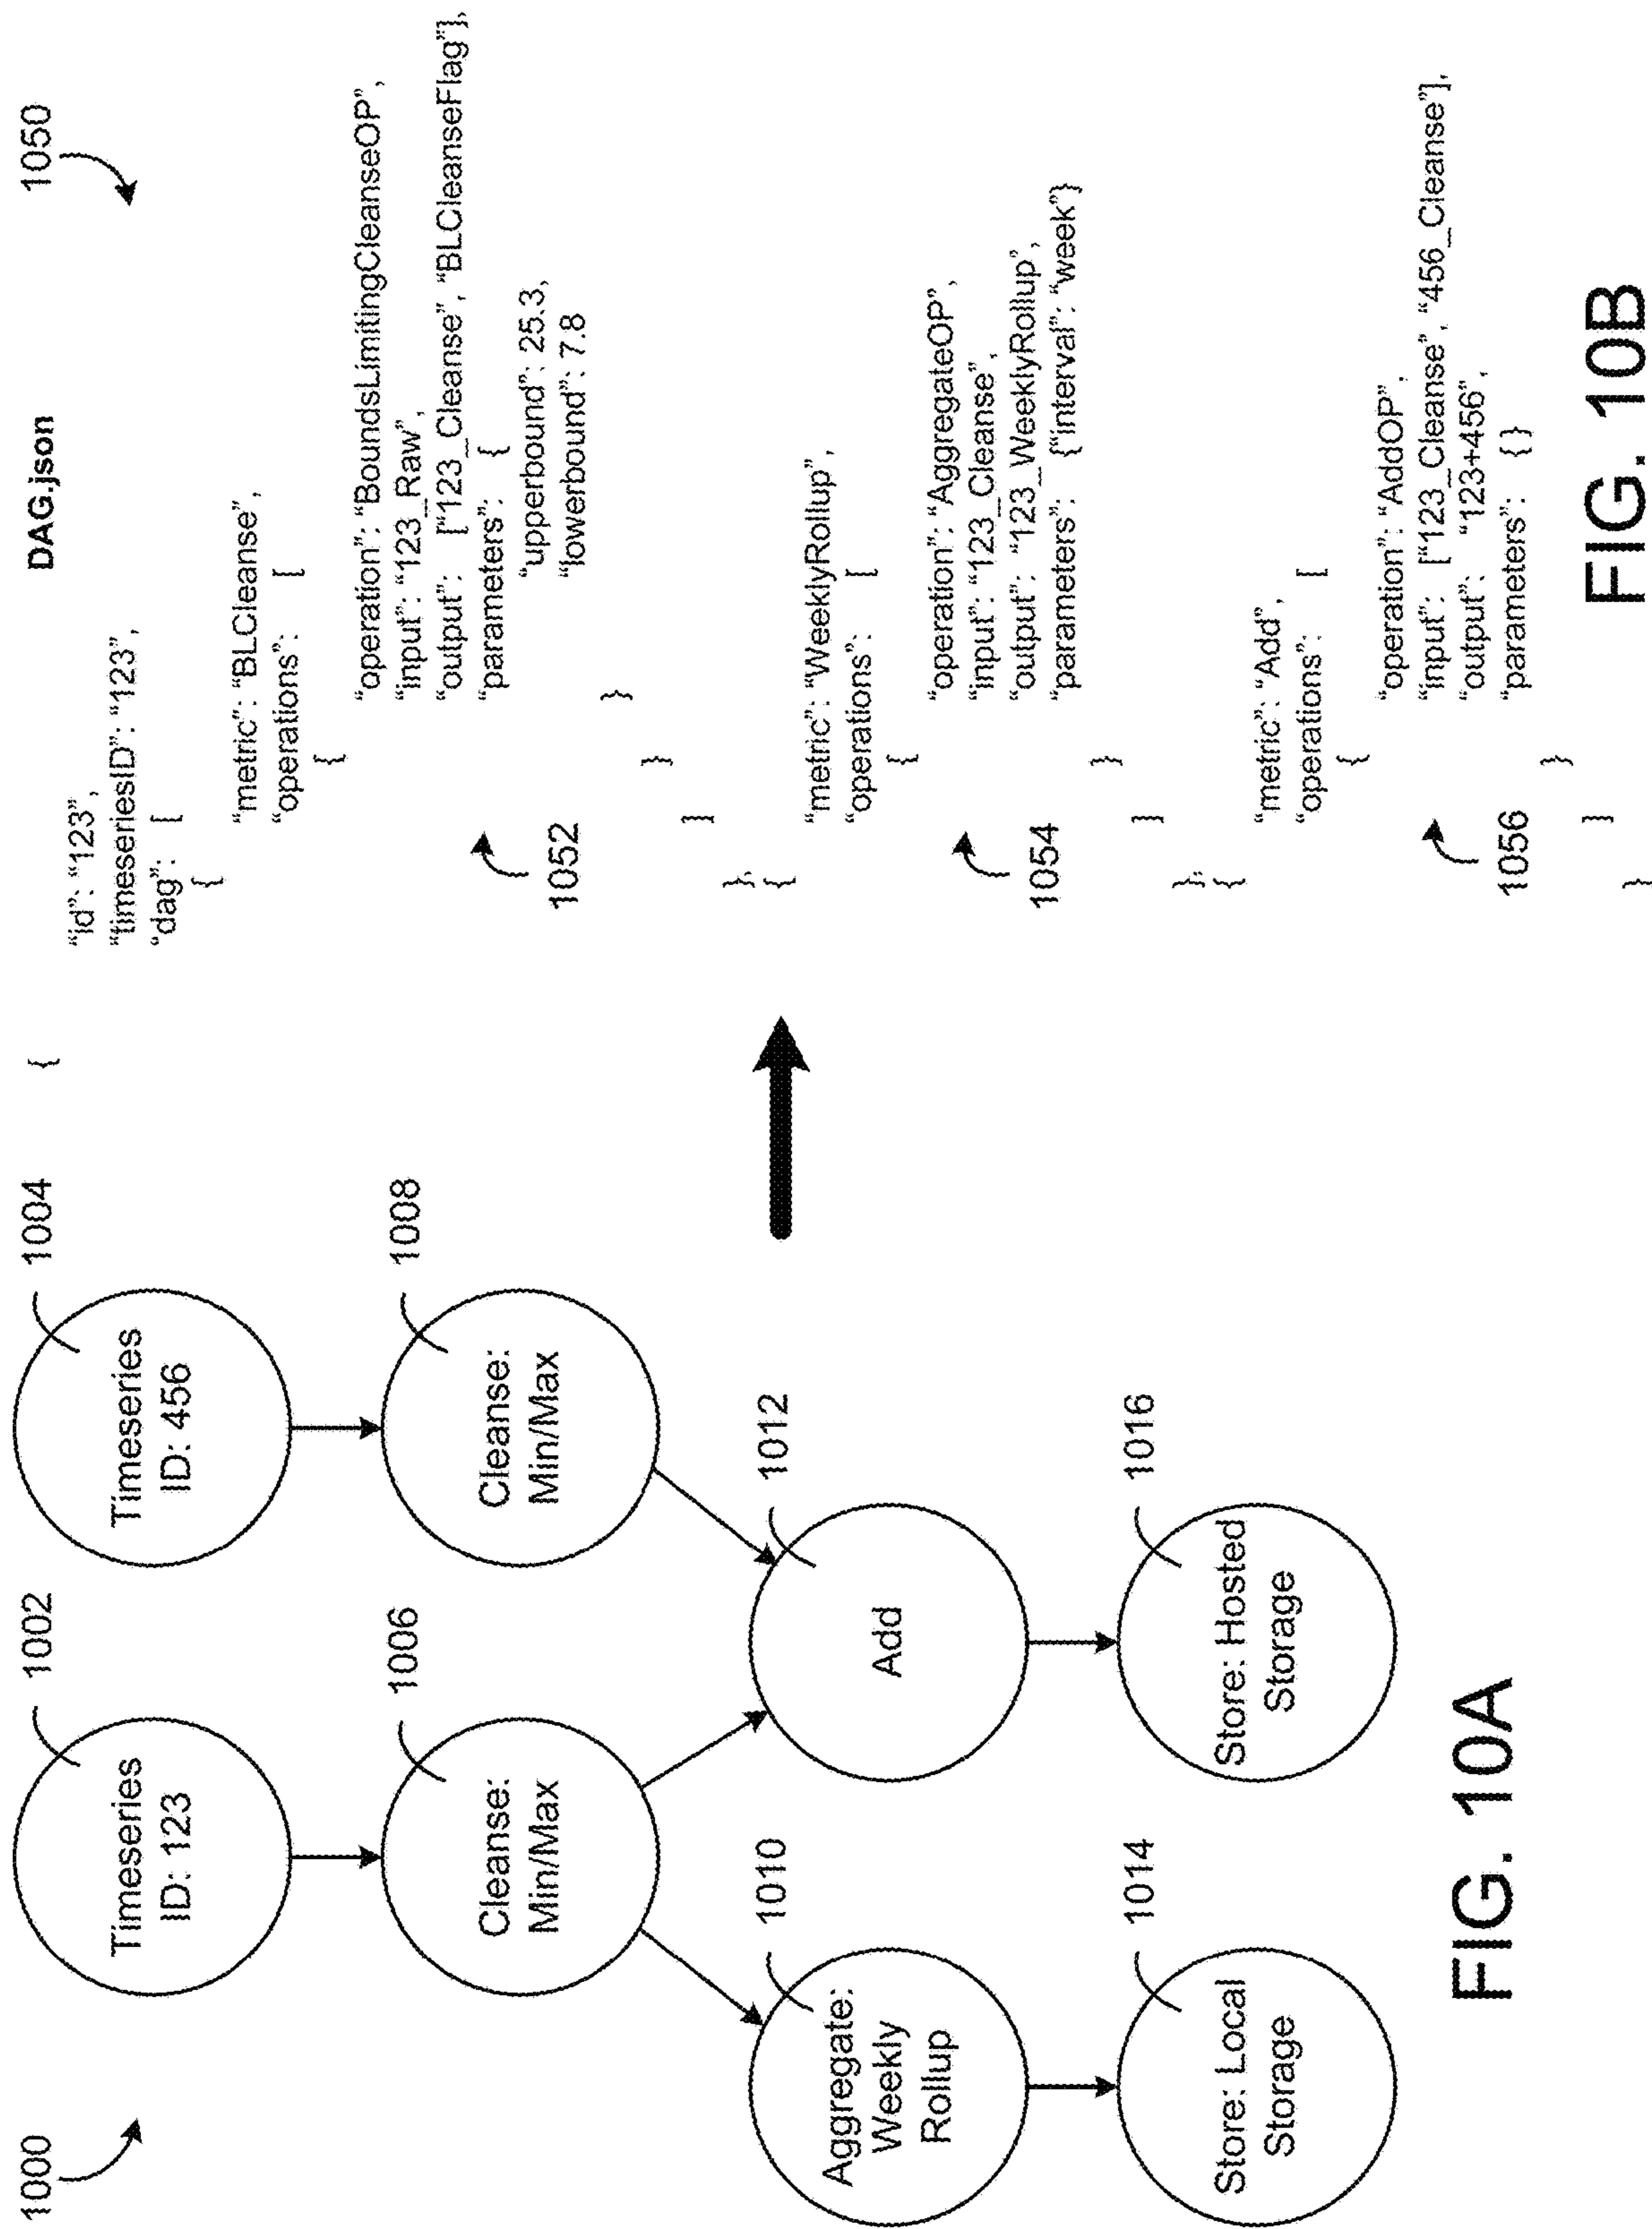 1000
1002
1004
Timeseries
ID: 123
Timeseries
ID: 456
1006
1008
Cleanse:
Min/Max
Cleanse:
Min/Max
1010
1012
Aggregate:
Weekly
Rollup
Add
1014
1016
Store: Local
Storage
Store: Hosted
Storage
FIG. 10A
DAG.json
1050
{
“id”: “123”,
“timeseriesID”: “123”,
“dag”: [
{
“metric”: “BLCleanse”,
“operations”: [
{
“operation”: “BoundsLimitingCleanseOP”,
“input”: “123_Raw”,
“output”: [“123_Cleanse”, “BLCleanseFlag”],
“parameters”: {
“upperbound”: 25.3,
“lowerbound”: 7.8
}
}
]
1052
},
{
“metric”: “WeeklyRollup”,
“operations”: [
{
“operation”: “AggregateOP”,
“input”: “123_Cleanse”,
“output”: “123_WeeklyRollup”,
“parameters”: {“interval”: “week”}
}
]
1054
},
{
“metric”: “Add”,
“operations”: [
{
“operation”: “AddOP”,
“input”: [“123_Cleanse”, “456_Cleanse”],
“output”: “123+456”,
“parameters”: { }
}
]
1056
}
FIG. 10B